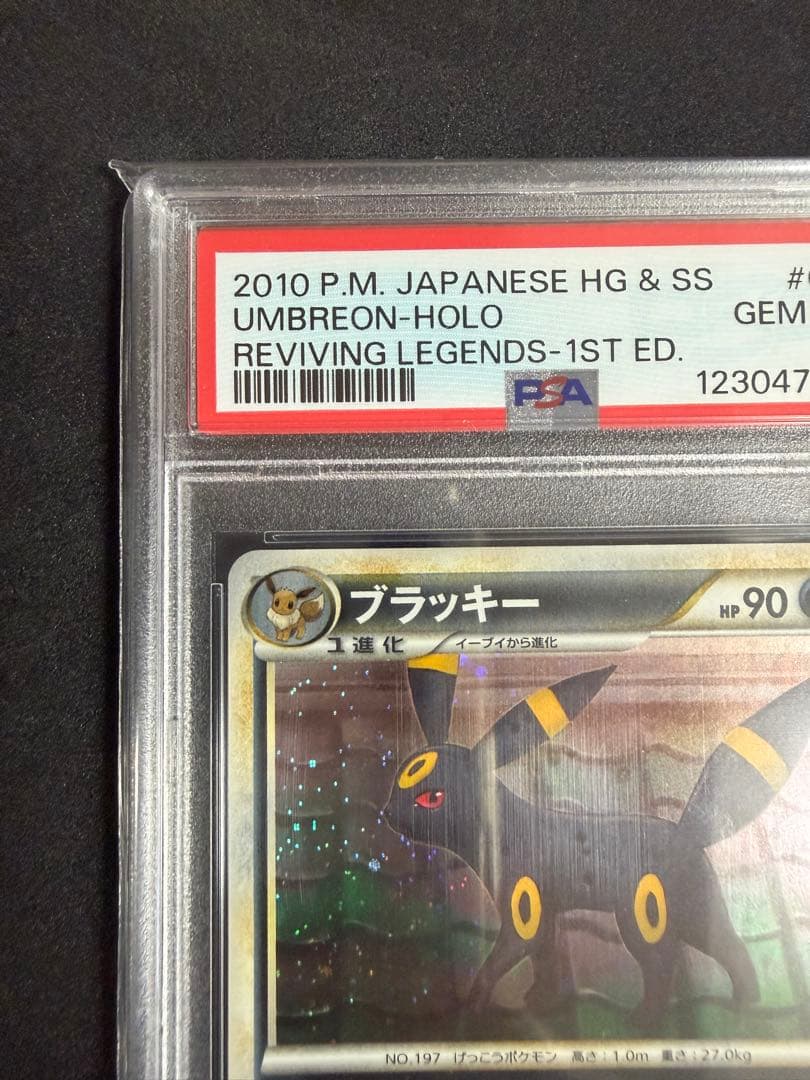 2010 P.M. JAPANESE HG & SS #
UMBREON-HOLO GEM
REVIVING LEGENDS-1ST ED.
PSA 123047
ブラッキー HP 90
1進化 イーブイから進化
NO.197 げっこうポケモン 高さ:1.0m 重さ:27.0kg